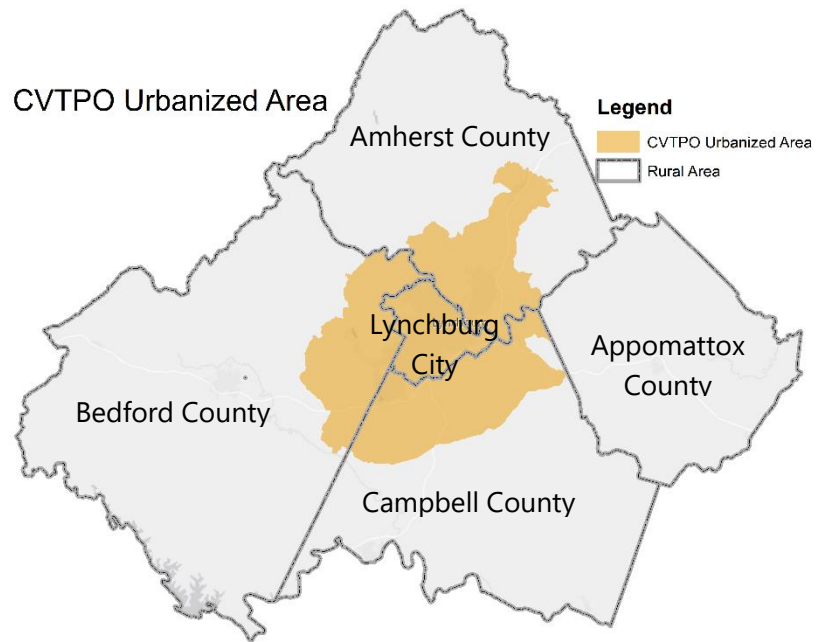 CVTPO Urbanized Area
Legend
CVTPO Urbanized Area
Rural Area
Amherst County
Lynchburg
City
Appomattox
County
Bedford County
Campbell County